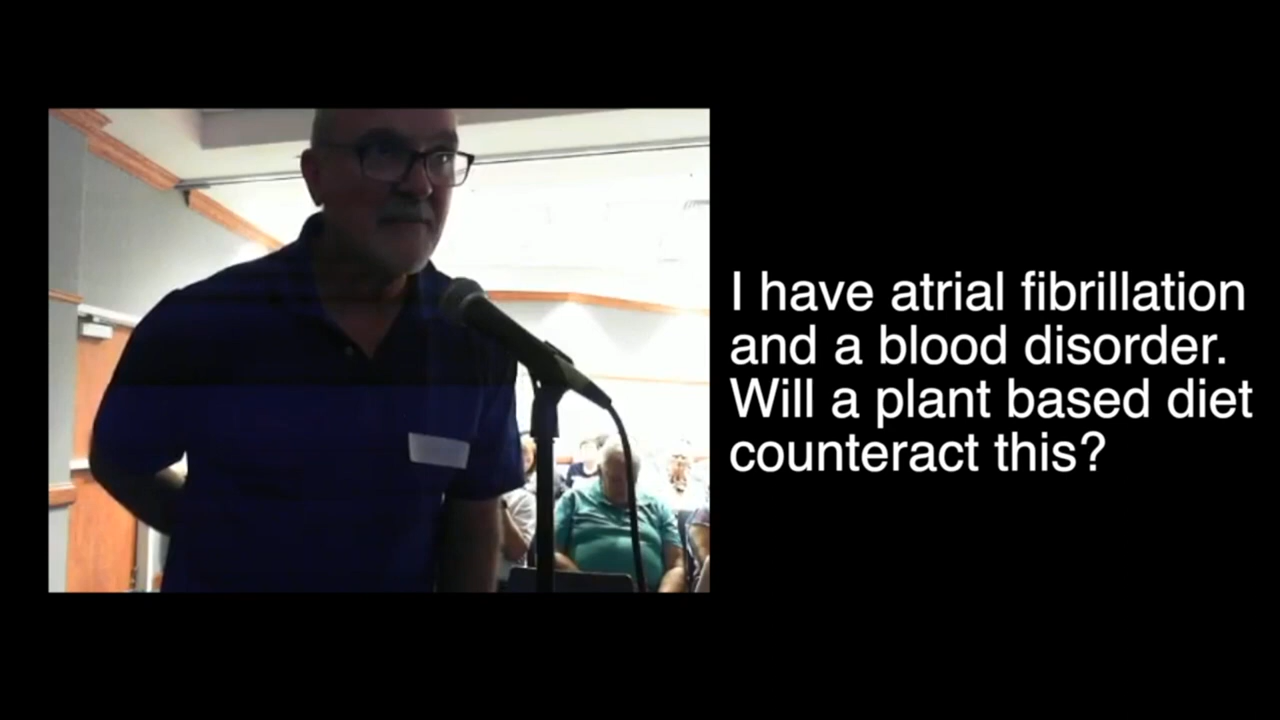 I have atrial fibrillation
and a blood disorder.
Will a plant based diet
counteract this?